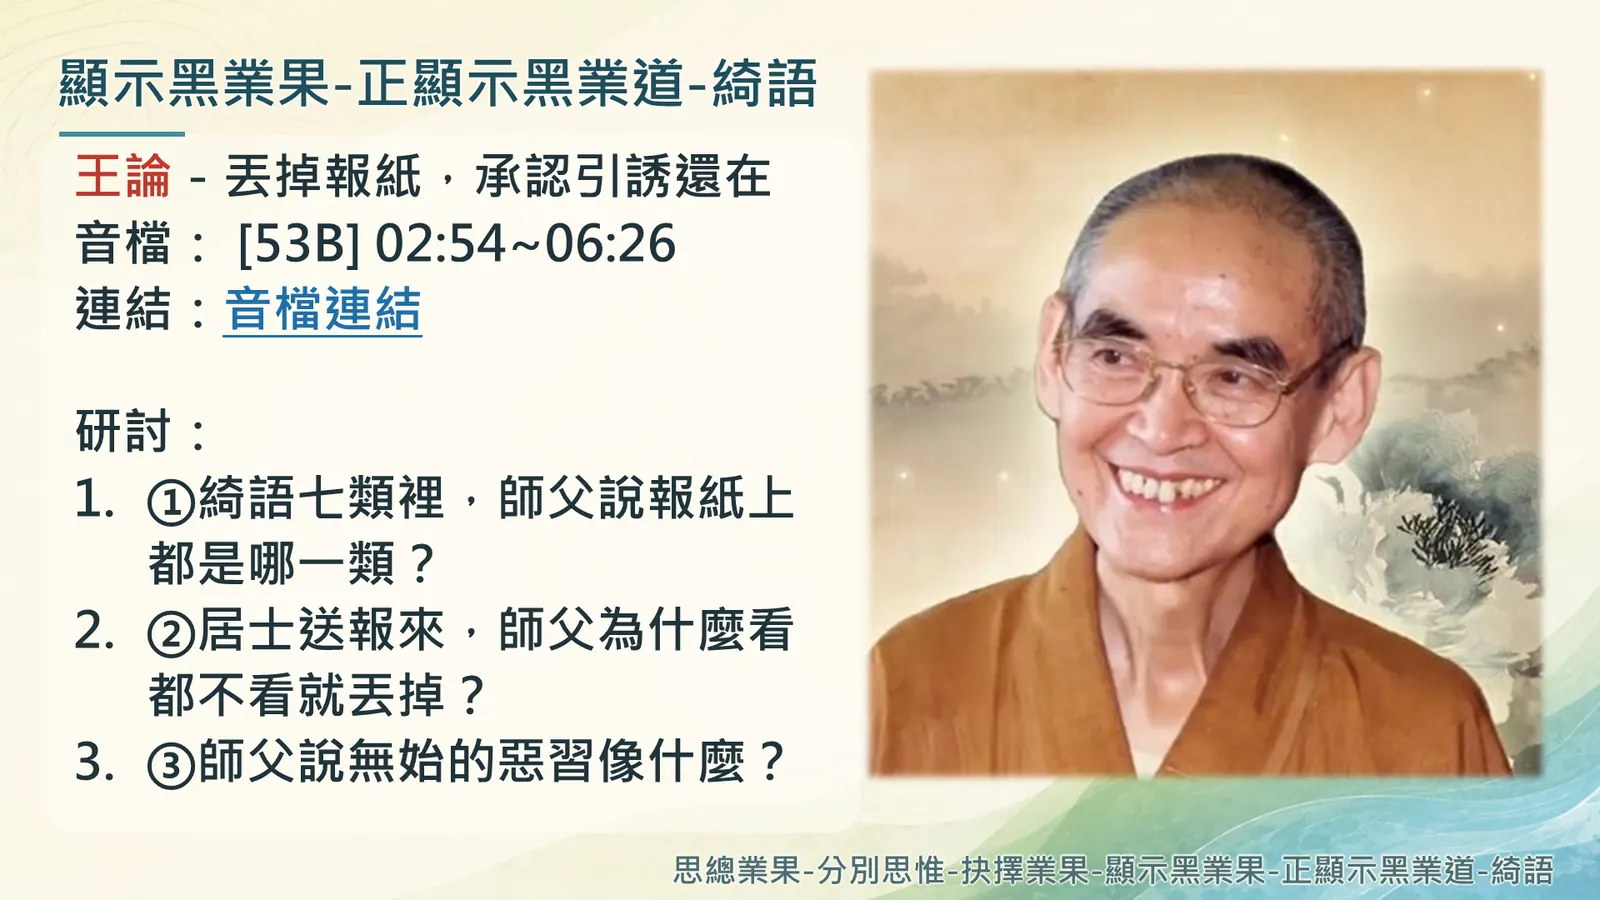 顯示黑業果-正顯示黑業道-綺語
王論 - 丟掉報紙，承認引誘還在
音檔： [53B] 02:54~06:26
連結：音檔連結
研討：
1. ①綺語七類裡，師父說報紙上
都是哪一類？
2. ②居士送報來，師父為什麼看
都不看就丟掉？
3. ③師父說無始的惡習像什麼？
思總業果-分別思惟-抉擇業果-顯示黑業果-正顯示黑業道-綺語